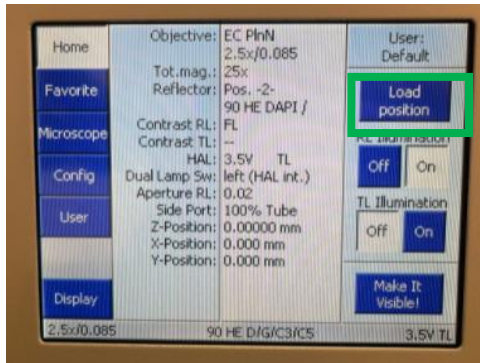 Home
Favorite
Microscope
Config
User
Display
Objective: EC PlnN
2.5x/0.085
Tot.mag.: 25x
Reflector: Pos. -2-
90 HE DAPI /
Contrast RL: FL
Contrast TL: --
HAL: 3.5V TL
Dual Lamp Sw: left (HAL int.)
Aperture RL: 0.02
Side Port: 100% Tube
Z-Position: 0.00000 mm
X-Position: 0.000 mm
Y-Position: 0.000 mm
User:
Default
Load
position
RL Illumination
Off On
TL Illumination
Off On
Make It
Visible!
2.5x/0.085 90 HE D/G/C3/C5 3.5V TL